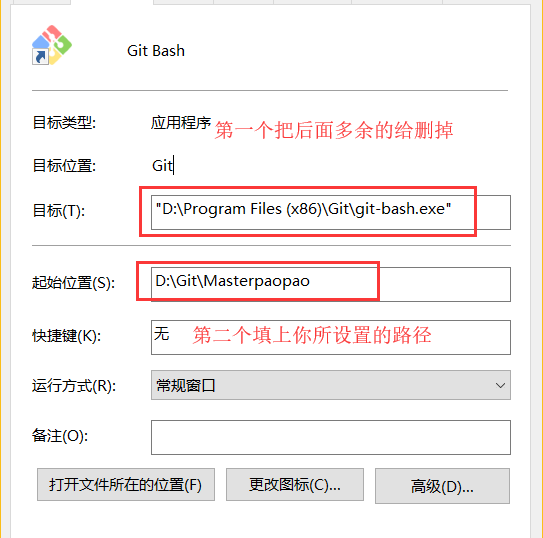 Git Bash
目标类型: 应用程序
第一个把后面多余的给删掉
目标位置: Git
目标(T): "D:\Program Files (x86)\Git\git-bash.exe"
起始位置(S): D:\Git\Masterpaopao
快捷键(K): 无
第二个填上你所设置的路径
运行方式(R): 常规窗口
备注(O):
打开文件所在的位置(F) 更改图标(C)... 高级(D)...